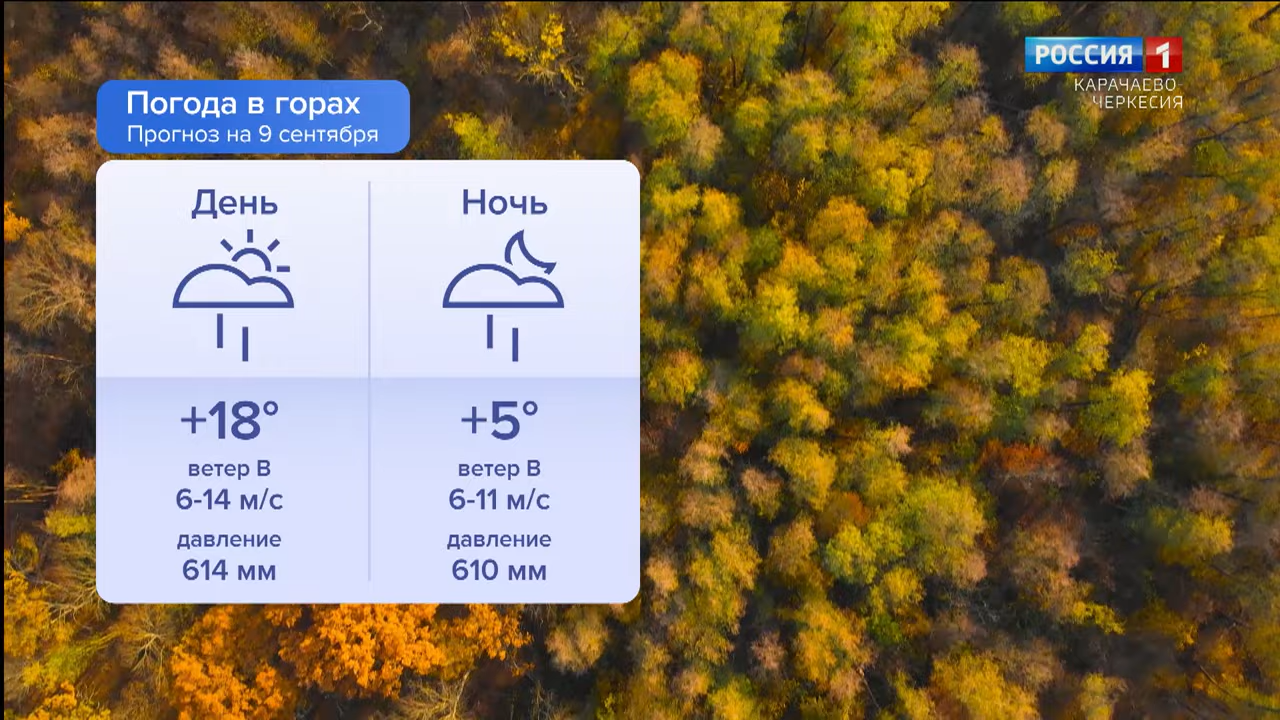 РОССИЯ 1
КАРАЧАЕВО-
ЧЕРКЕСИЯ
Погода в горах
Прогноз на 9 сентября
День
Ночь
+18°
+5°
ветер В
ветер В
6-14 м/с
6-11 м/с
давление
давление
614 мм
610 мм